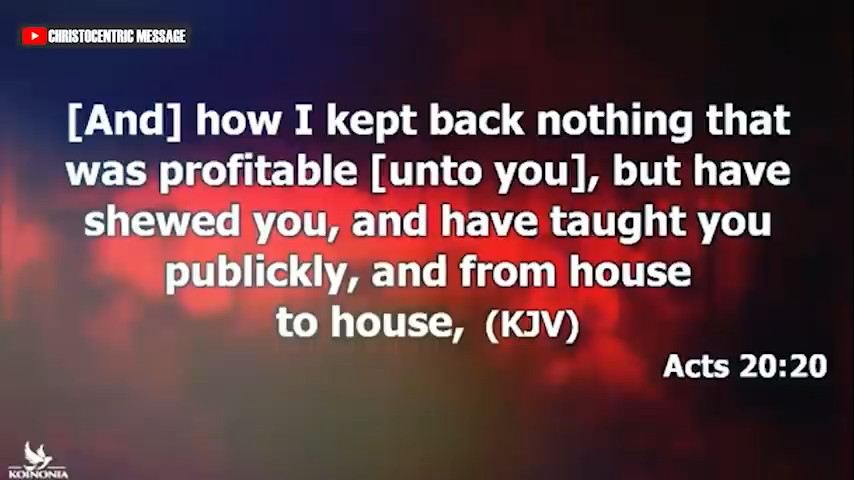 CHRISTOCENTRIC MESSAGE
[And] how I kept back nothing that
was profitable [unto you], but have
shewed you, and have taught you
publickly, and from house
to house, (KJV)
Acts 20:20
KOINONIA